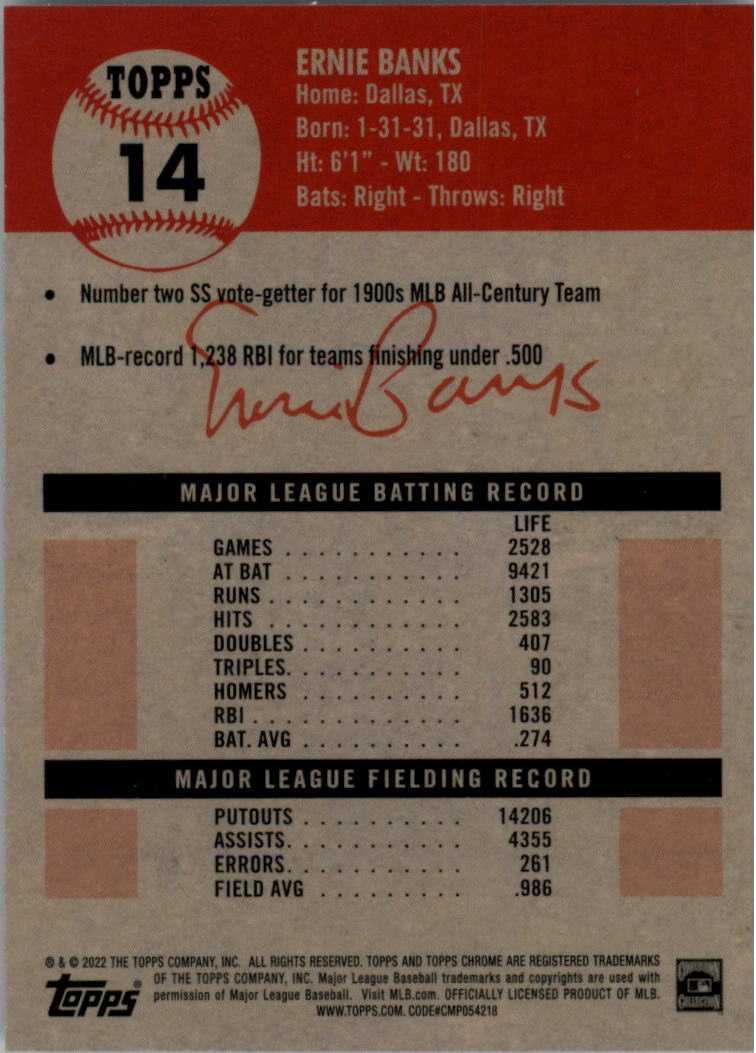 TOPPS
14
ERNIE BANKS
Home: Dallas, TX
Born: 1-31-31, Dallas, TX
Ht: 6'1" - Wt: 180
Bats: Right - Throws: Right
• Number two SS vote-getter for 1900s MLB All-Century Team
• MLB-record 1,238 RBI for teams finishing under .500
Ernie Banks
MAJOR LEAGUE BATTING RECORD
LIFE
GAMES . . . . . . . . . . . 2528
AT BAT . . . . . . . . . . . 9421
RUNS . . . . . . . . . . . . 1305
HITS . . . . . . . . . . . . 2583
DOUBLES . . . . . . . . . . 407
TRIPLES. . . . . . . . . . . 90
HOMERS . . . . . . . . . . 512
RBI . . . . . . . . . . . . . 1636
BAT. AVG . . . . . . . . . . .274
MAJOR LEAGUE FIELDING RECORD
PUTOUTS . . . . . . . . . . 14206
ASSISTS. . . . . . . . . . . 4355
ERRORS. . . . . . . . . . . 261
FIELD AVG . . . . . . . . . .986
® & © 2022 THE TOPPS COMPANY, INC. ALL RIGHTS RESERVED. TOPPS AND TOPPS CHROME ARE REGISTERED TRADEMARKS
OF THE TOPPS COMPANY, INC. Major League Baseball trademarks and copyrights are used with
permission of Major League Baseball. Visit MLB.com. OFFICIALLY LICENSED PRODUCT OF MLB.
WWW.TOPPS.COM. CODE#CMP054218
topps®
COOPERSTOWN
COLLECTION